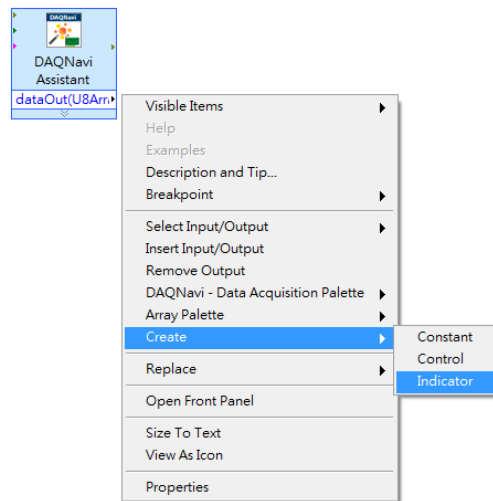 DAQNavi
DAQNavi
Assistant
dataOut(U8Arr
Visible Items
Help
Examples
Description and Tip...
Breakpoint
Select Input/Output
Insert Input/Output
Remove Output
DAQNavi - Data Acquisition Palette
Array Palette
Create
Constant
Control
Indicator
Replace
Open Front Panel
Size To Text
View As Icon
Properties